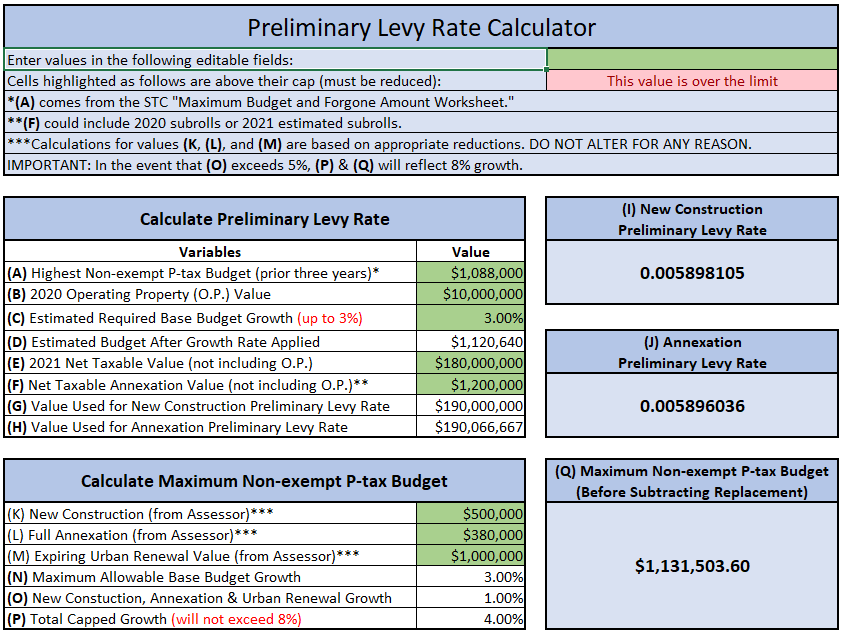 Preliminary Levy Rate Calculator
Enter values in the following editable fields:
Cells highlighted as follows are above their cap (must be reduced): This value is over the limit
*(A) comes from the STC "Maximum Budget and Forgone Amount Worksheet."
**(F) could include 2020 subrolls or 2021 estimated subrolls.
***Calculations for values (K, (L), and (M) are based on appropriate reductions. DO NOT ALTER FOR ANY REASON.
IMPORTANT: In the event that (O) exceeds 5%, (P) & (Q) will reflect 8% growth.
Calculate Preliminary Levy Rate
Variables Value
(A) Highest Non-exempt P-tax Budget (prior three years)* $1,088,000
(B) 2020 Operating Property (O.P.) Value $10,000,000
(C) Estimated Required Base Budget Growth (up to 3%) 3.00%
(D) Estimated Budget After Growth Rate Applied $1,120,640
(E) 2021 Net Taxable Value (not including O.P.) $180,000,000
(F) Net Taxable Annexation Value (not including O.P.)** $1,200,000
(G) Value Used for New Construction Preliminary Levy Rate $190,000,000
(H) Value Used for Annexation Preliminary Levy Rate $190,066,667
(I) New Construction
Preliminary Levy Rate
0.005898105
(J) Annexation
Preliminary Levy Rate
0.005896036
Calculate Maximum Non-exempt P-tax Budget
(K) New Construction (from Assessor)*** $500,000
(L) Full Annexation (from Assessor)*** $380,000
(M) Expiring Urban Renewal Value (from Assessor)*** $1,000,000
(N) Maximum Allowable Base Budget Growth 3.00%
(O) New Constuction, Annexation & Urban Renewal Growth 1.00%
(P) Total Capped Growth (will not exceed 8%) 4.00%
(Q) Maximum Non-exempt P-tax Budget
(Before Subtracting Replacement)
$1,131,503.60